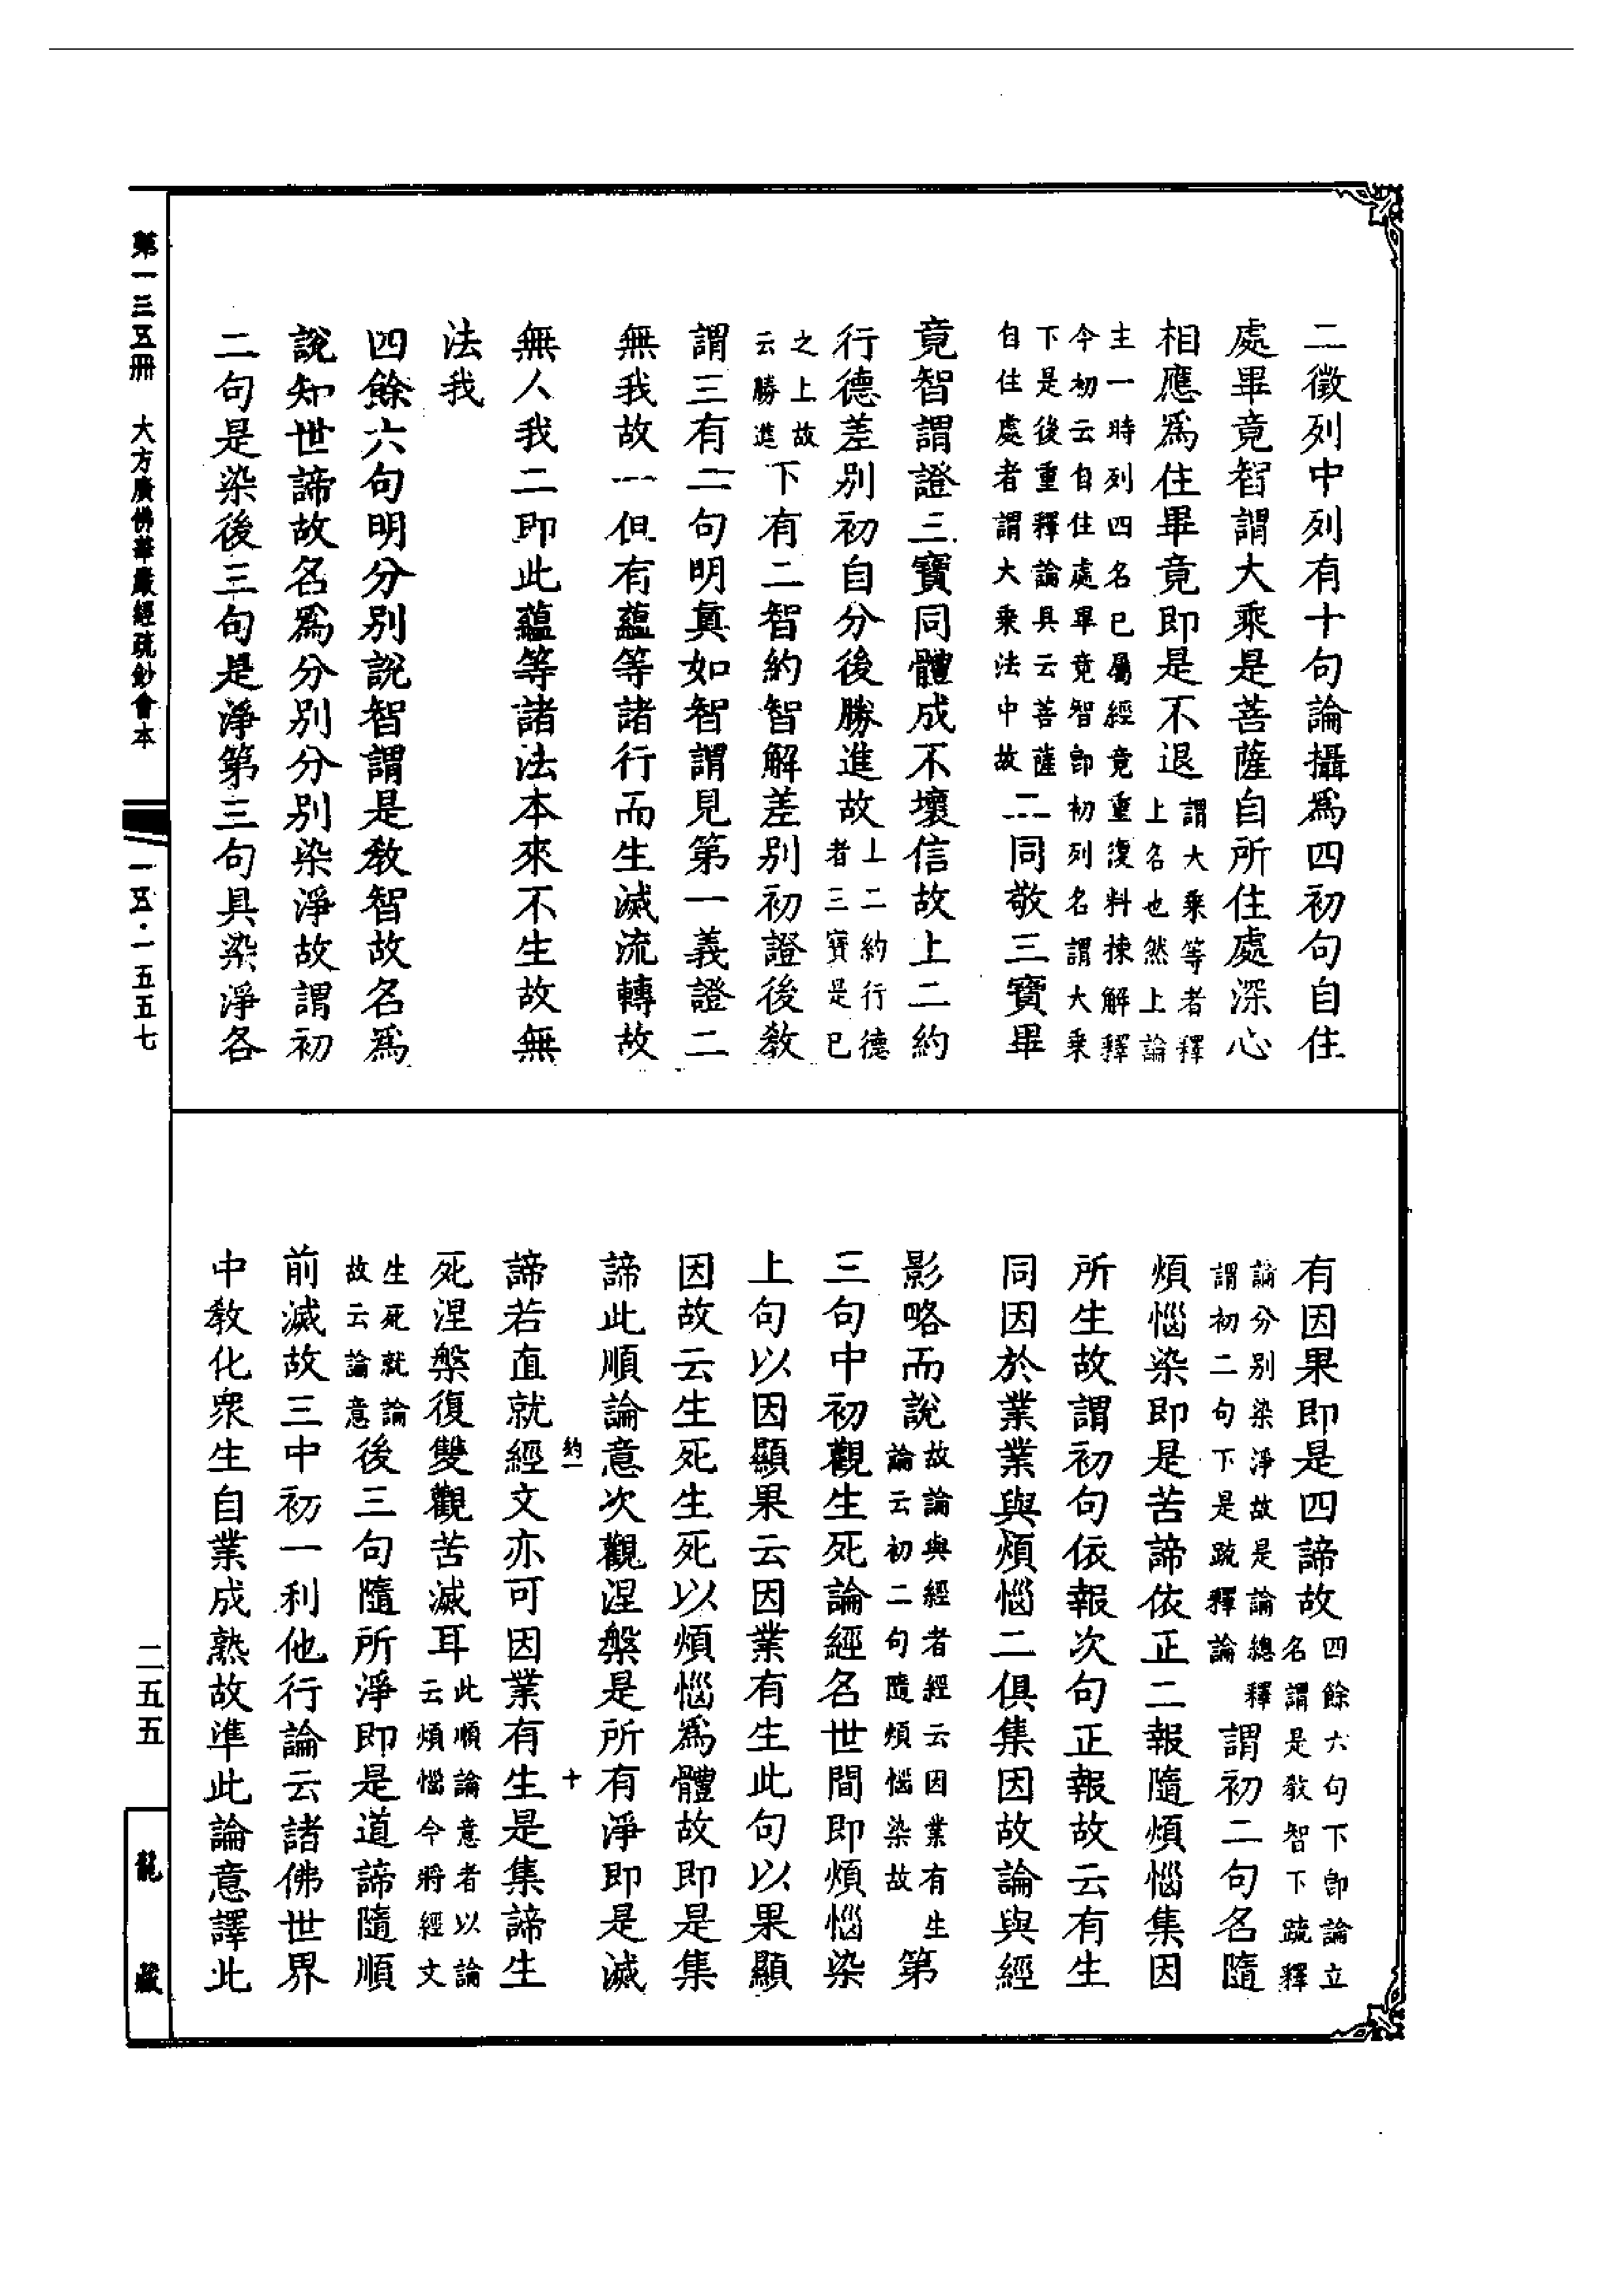 二徵列中列有十句論攝爲四初句自住
處畢竟智謂大乘是菩薩自所住處深心
相應爲住畢竟即是不退謂大乘等者釋上名也然上論
主一時列四名已屬經竟重復料揀解釋今初云自住處畢竟智即初列名謂大乘
下是後重釋論具云菩薩自住處者謂大乘法中故二同敬三寶畢
竟智謂證三寶同體成不壞信故上二約
行德差別初自分後勝進故上二約行德者三寶是已
之上故云勝進下有二智約智解差別初證後教
謂三有二句明真如智謂見第一義證二
無我故一但有蘊等諸行而生滅流轉故
無人我二即此蘊等諸法本來不生故無
法我
四餘六句明分別說智謂是教智故名爲
說知世諦故名爲分別分別染淨故謂初
二句是染後三句是淨第三句具染淨各
有因果即是四諦故四餘六句下即論立名謂是教智下疏釋
論分別染淨故是論總釋謂初二句下是疏釋論謂初二句名隨
煩惱染即是苦諦依正二報隨煩惱集因
所生故謂初句依報次句正報故云有生
同因於業業與煩惱二俱集因故論與經
影略而說故論與經者經云因業有生論云初二句隨煩惱染故第
三句中初觀生死論經名世間即煩惱染
上句以因顯果云因業有生此句以果顯
因故云生死生死以煩惱爲體故即是集
諦此順論意次觀涅槃是所有淨即是滅
約一　十
諦若直就經文亦可因業有生是集諦生
死涅槃復雙觀苦滅耳此順論意者以論云煩惱今將經文
生死就論故云論意後三句隨所淨即是道諦隨順
前滅故三中初一利他行論云諸佛世界
中教化衆生自業成熟故準此論意譯此
第一三五冊　大方廣佛華嚴經疏鈔會本　一五·一五五七
二五五　龍藏